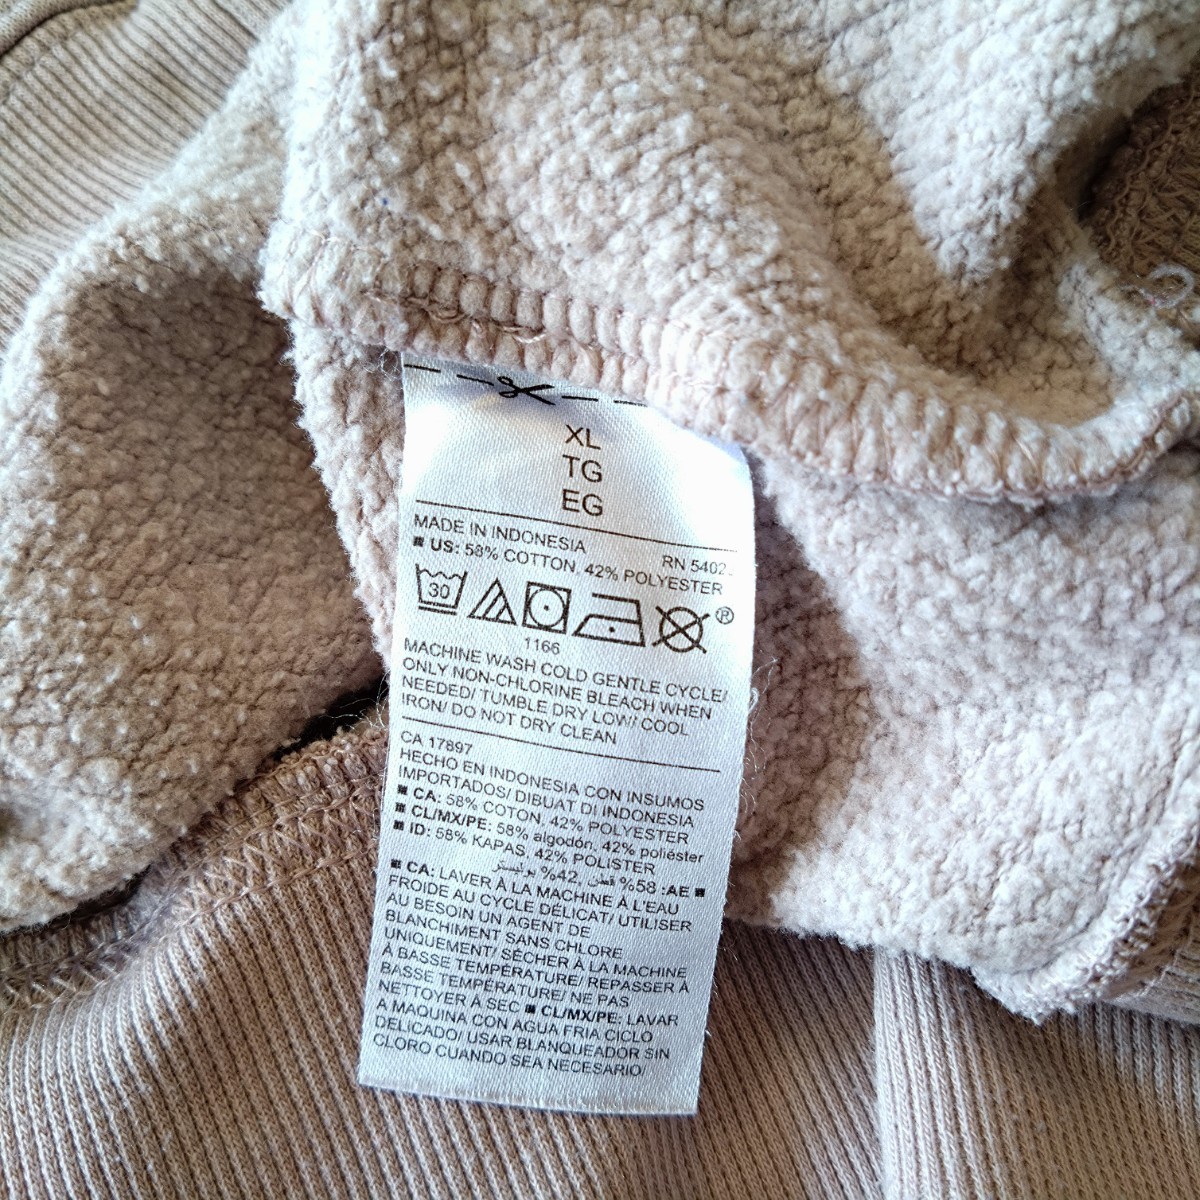 XL
TG
EG
MADE IN INDONESIA RN 5402
■ US: 58% COTTON, 42% POLYESTER
30 ®
1166
MACHINE WASH COLD GENTLE CYCLE/
ONLY NON-CHLORINE BLEACH WHEN
NEEDED/ TUMBLE DRY LOW/ COOL
IRON/ DO NOT DRY CLEAN
CA 17897
HECHO EN INDONESIA CON INSUMOS
IMPORTADOS/ DIBUAT DI INDONESIA
■ CA: 58% COTON, 42% POLYESTER
■ CL/MX/PE: 58% algodón, 42% poliéster
■ ID: 58% KAPAS, 42% POLISTER
■ AE: 58% قطن, 42% بوليستر
■ CA: LAVER À LA MACHINE À L'EAU
FROIDE AU CYCLE DÉLICAT/ UTILISER
AU BESOIN UN AGENT DE
BLANCHIMENT SANS CHLORE
UNIQUEMENT/ SÉCHER À LA MACHINE
À BASSE TEMPÉRATURE/ REPASSER À
BASSE TEMPÉRATURE/ NE PAS
NETTOYER À SEC ■ CL/MX/PE: LAVAR
A MAQUINA CON AGUA FRIA CICLO
DELICADO/ USAR BLANQUEADOR SIN
CLORO CUANDO SEA NECESARIO/